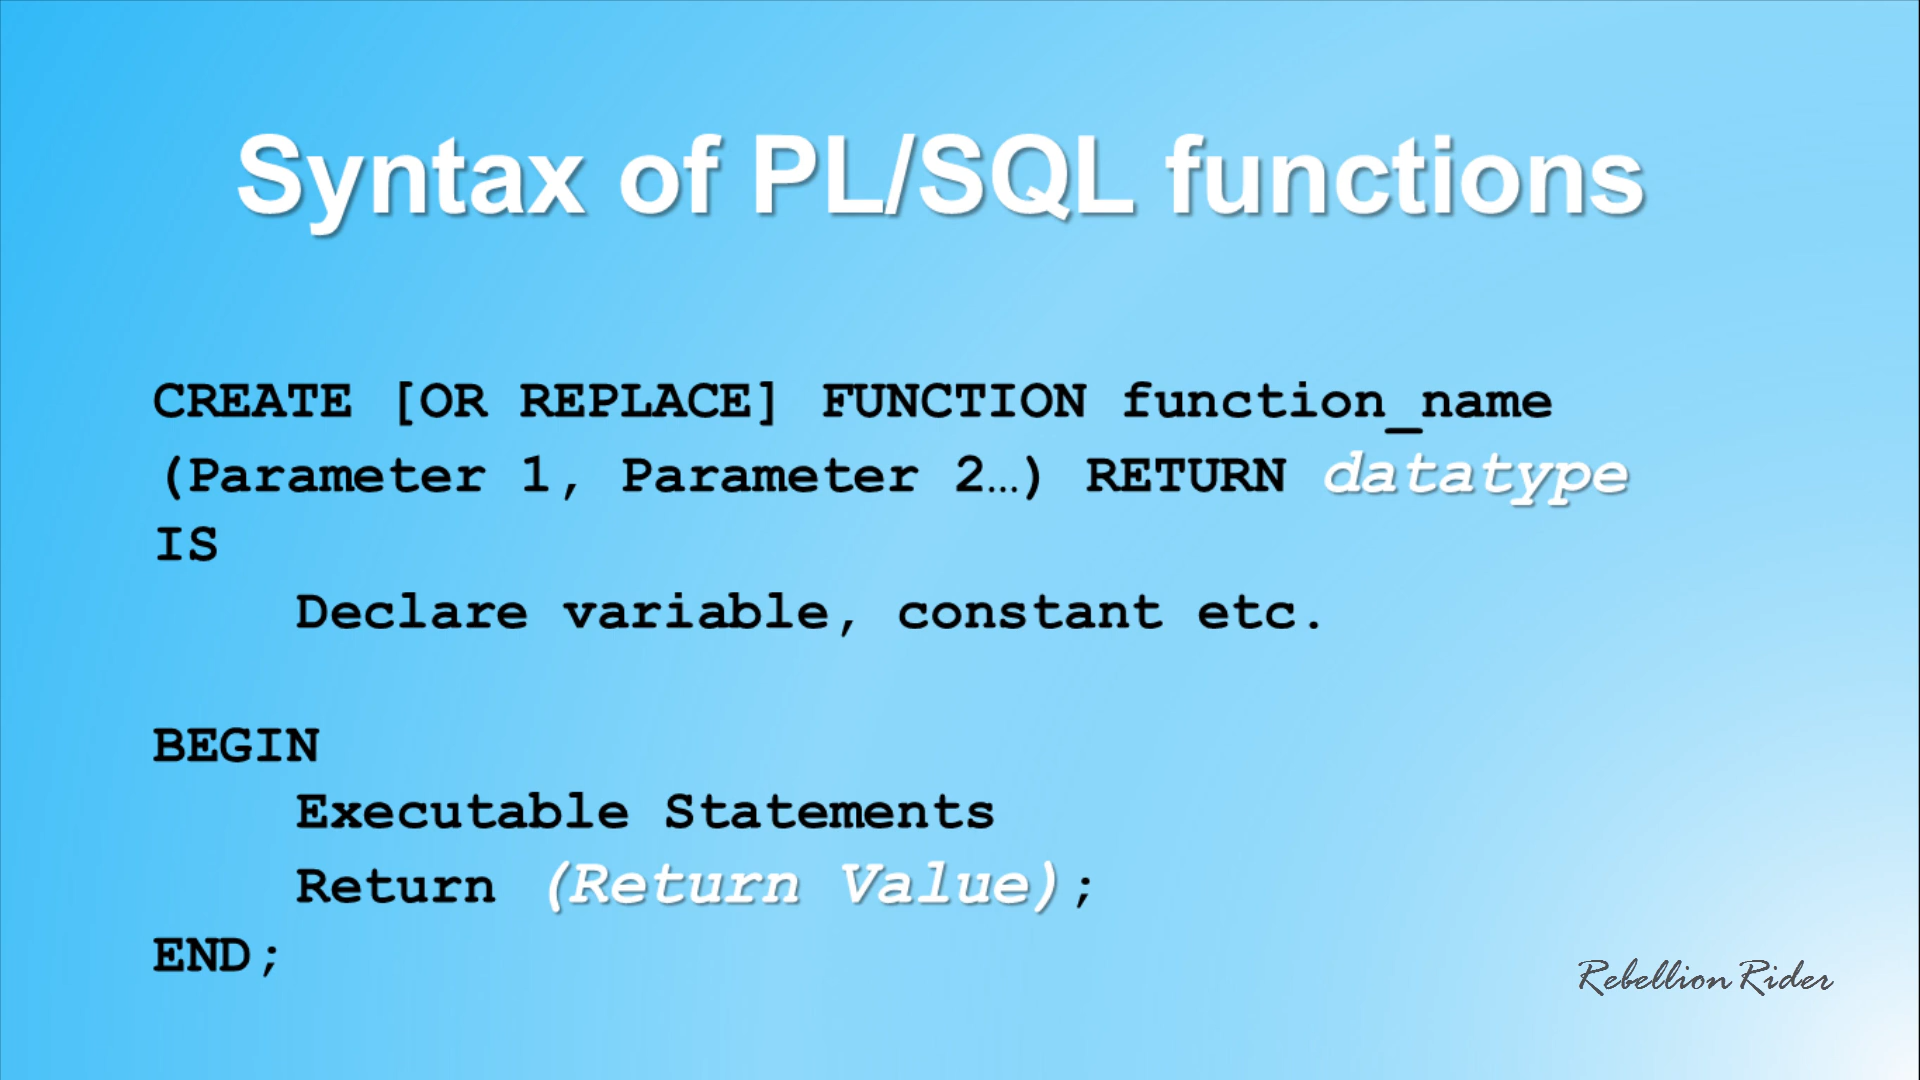 Syntax of PL/SQL functions
CREATE [OR REPLACE] FUNCTION function_name
(Parameter 1, Parameter 2…) RETURN datatype
IS
Declare variable, constant etc.
BEGIN
Executable Statements
Return (Return Value);
END;
Rebellion Rider